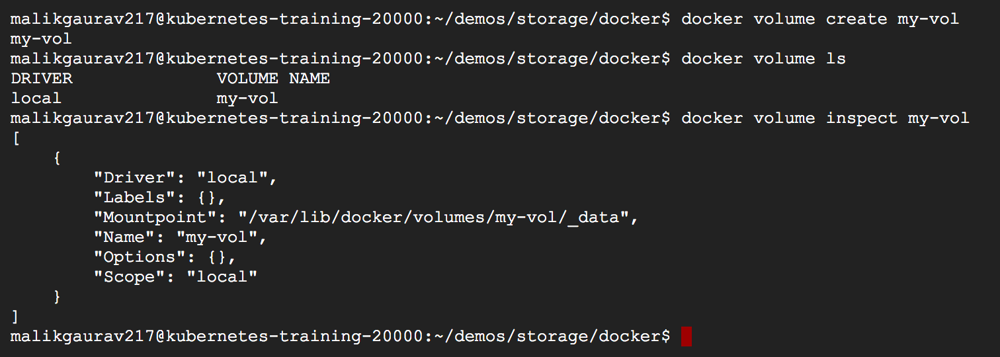 malikgaurav217@kubernetes-training-20000:~/demos/storage/docker$ docker volume create my-vol
my-vol
malikgaurav217@kubernetes-training-20000:~/demos/storage/docker$ docker volume ls
DRIVER              VOLUME NAME
local               my-vol
malikgaurav217@kubernetes-training-20000:~/demos/storage/docker$ docker volume inspect my-vol
[
    {
        "Driver": "local",
        "Labels": {},
        "Mountpoint": "/var/lib/docker/volumes/my-vol/_data",
        "Name": "my-vol",
        "Options": {},
        "Scope": "local"
    }
]
malikgaurav217@kubernetes-training-20000:~/demos/storage/docker$